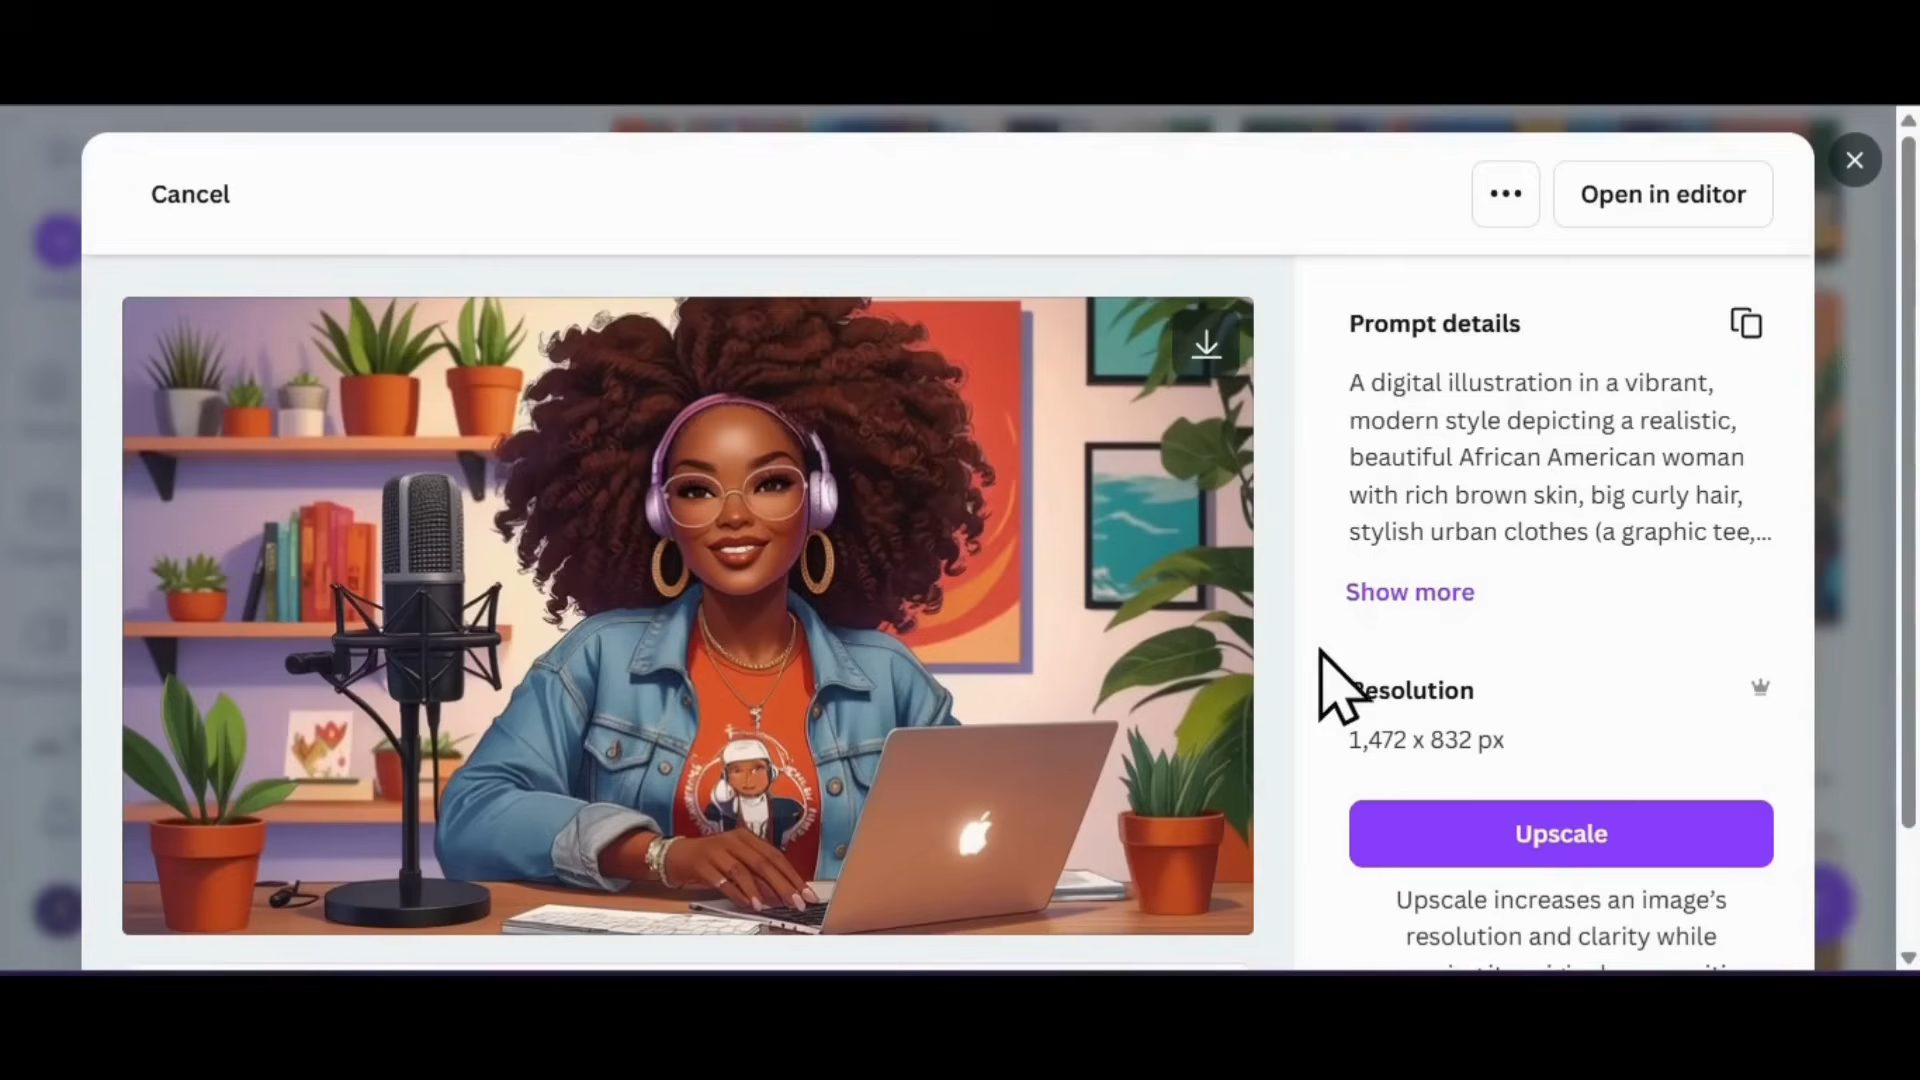 Cancel
Open in editor
Prompt details
A digital illustration in a vibrant,
modern style depicting a realistic,
beautiful African American woman
with rich brown skin, big curly hair,
stylish urban clothes (a graphic tee,...
Show more
esolution
1,472 x 832 px
Upscale
Upscale increases an image's
resolution and clarity while